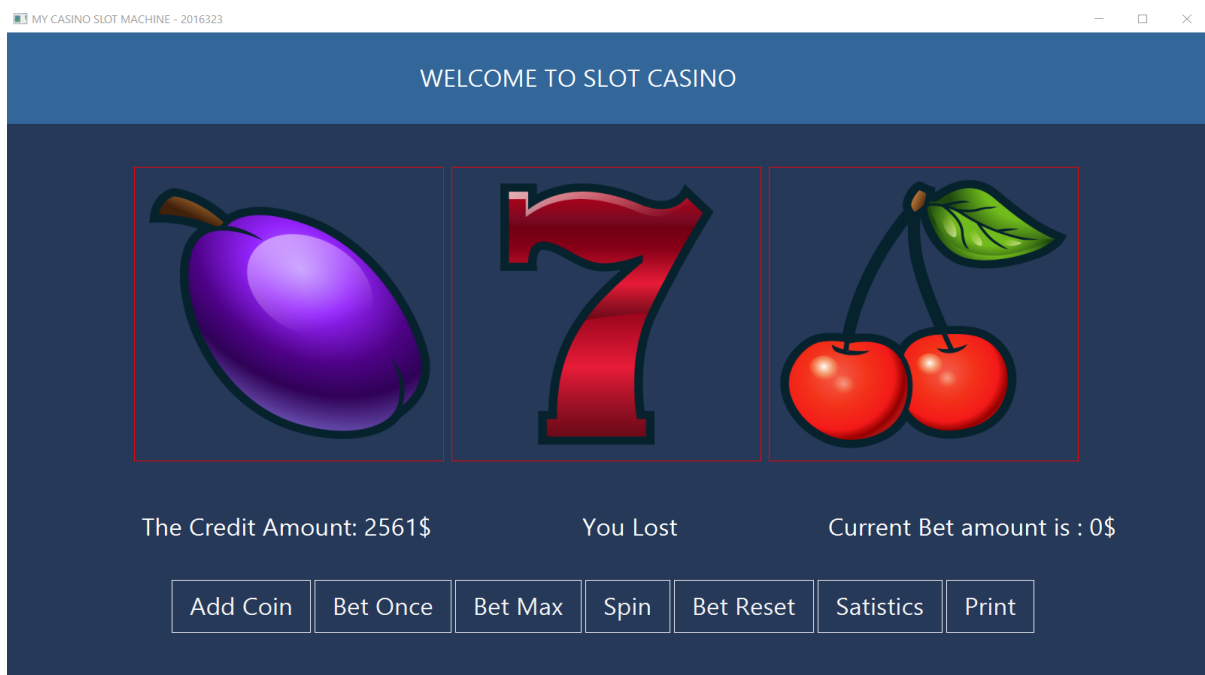 MY CASINO SLOT MACHINE - 2016323
WELCOME TO SLOT CASINO
7
The Credit Amount: 2561$ You Lost Current Bet amount is : 0$
Add Coin Bet Once Bet Max Spin Bet Reset Satistics Print